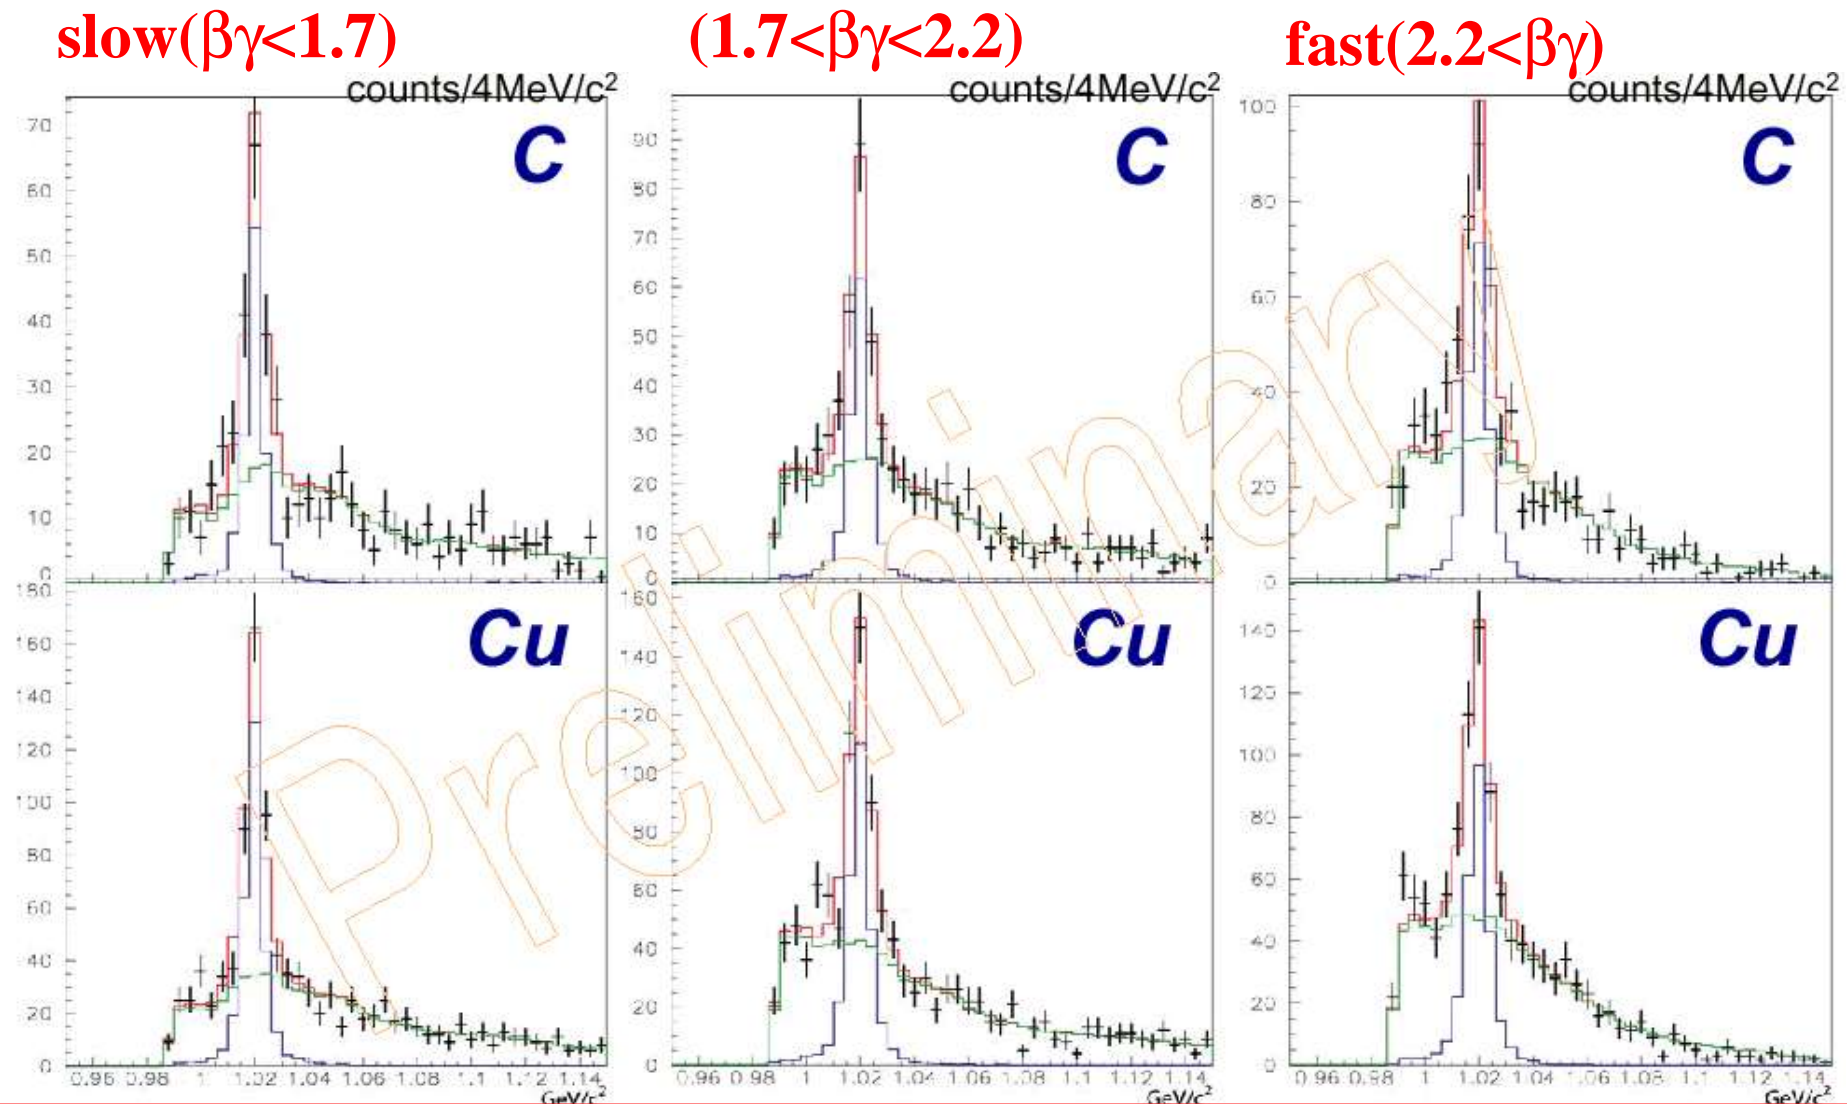 slow(βγ<1.7) (1.7<βγ<2.2) fast(2.2<βγ)
counts/4MeV/c² counts/4MeV/c² counts/4MeV/c²
C C C
70 60 50 40 30 20 10 0
90 80 70 60 50 40 30 20 10 0
100 80 60 40 20 0
Cu Cu Cu
180 160 140 120 100 80 60 40 20 0
160 140 120 100 80 60 40 20 0
140 120 100 80 60 40 20 0
Preliminary
0.96 0.98 1 1.02 1.04 1.06 1.08 1.1 1.12 1.14
0.96 0.98 1 1.02 1.04 1.06 1.08 1.1 1.12 1.14
0.96 0.98 1 1.02 1.04 1.06 1.08 1.1 1.12 1.14
GeV/c² GeV/c² GeV/c²